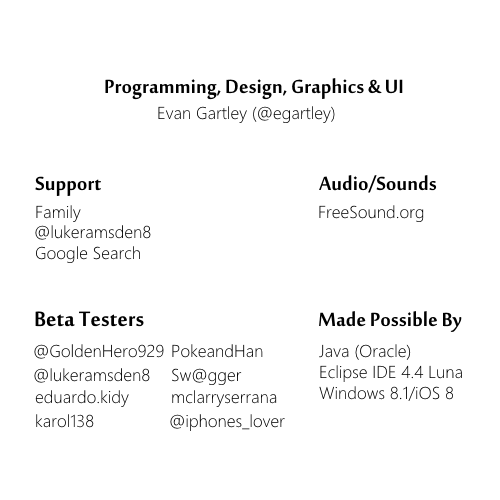 Programming, Design, Graphics & UI
Evan Gartley (@egartley)
Support
Family
@lukeramsden8
Google Search
Audio/Sounds
FreeSound.org
Beta Testers
@GoldenHero929 PokeandHan
@lukeramsden8 Sw@gger
eduardo.kidy mclarryserrana
karol138 @iphones_lover
Made Possible By
Java (Oracle)
Eclipse IDE 4.4 Luna
Windows 8.1/iOS 8